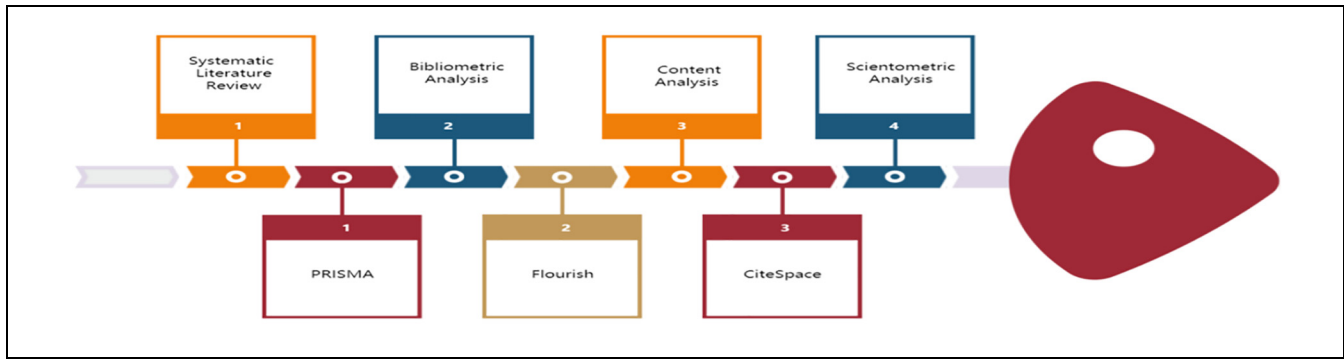 Systematic
Literature
Review
1
Bibliometric
Analysis
2
Content
Analysis
3
Scientometric
Analysis
4
1
PRISMA
2
Flourish
3
CiteSpace